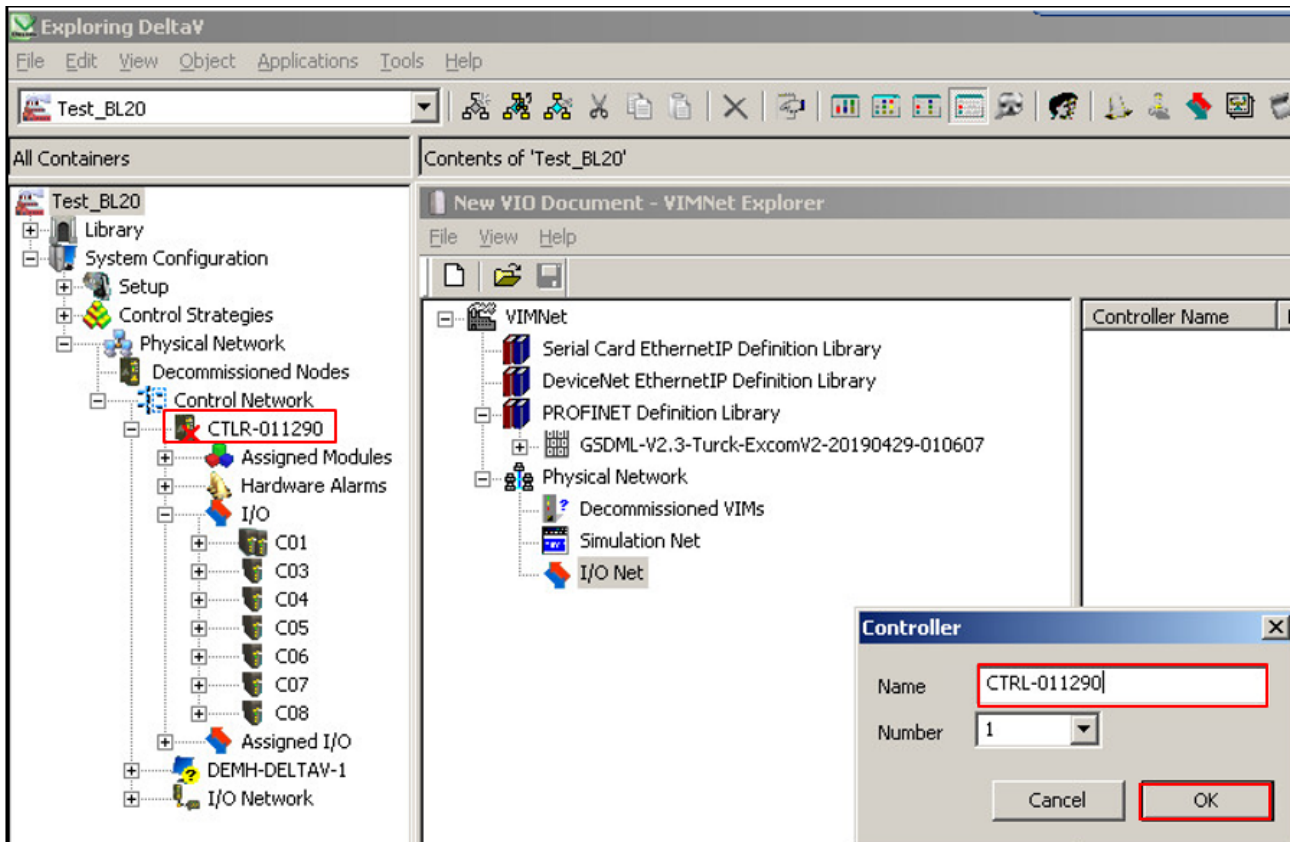 Exploring DeltaV
File Edit View Object Applications Tools Help
Test_BL20
All Containers
Contents of 'Test_BL20'
Test_BL20
Library
System Configuration
Setup
Control Strategies
Physical Network
Decommissioned Nodes
Control Network
CTLR-011290
Assigned Modules
Hardware Alarms
I/O
C01
C03
C04
C05
C06
C07
C08
Assigned I/O
DEMH-DELTAV-1
I/O Network
New VIO Document - VIMNet Explorer
File View Help
VIMNet
Serial Card EthernetIP Definition Library
DeviceNet EthernetIP Definition Library
PROFINET Definition Library
GSDML-V2.3-Turck-ExcomV2-20190429-010607
Physical Network
Decommissioned VIMs
Simulation Net
I/O Net
Controller Name
Controller
Name CTRL-011290
Number 1
Cancel OK